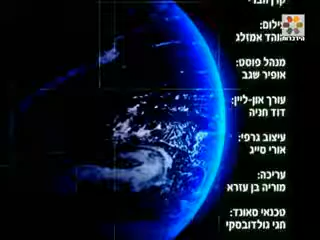 צילום:
אמזלג
מנהל פוסט:
אופיר שגב
עורך און-ליין:
דוד חניה
עיצוב גרפי:
אורי סייג
עריכה:
מוריה בן עזרא
טכנאי סאונד:
חגי גולדובסקי